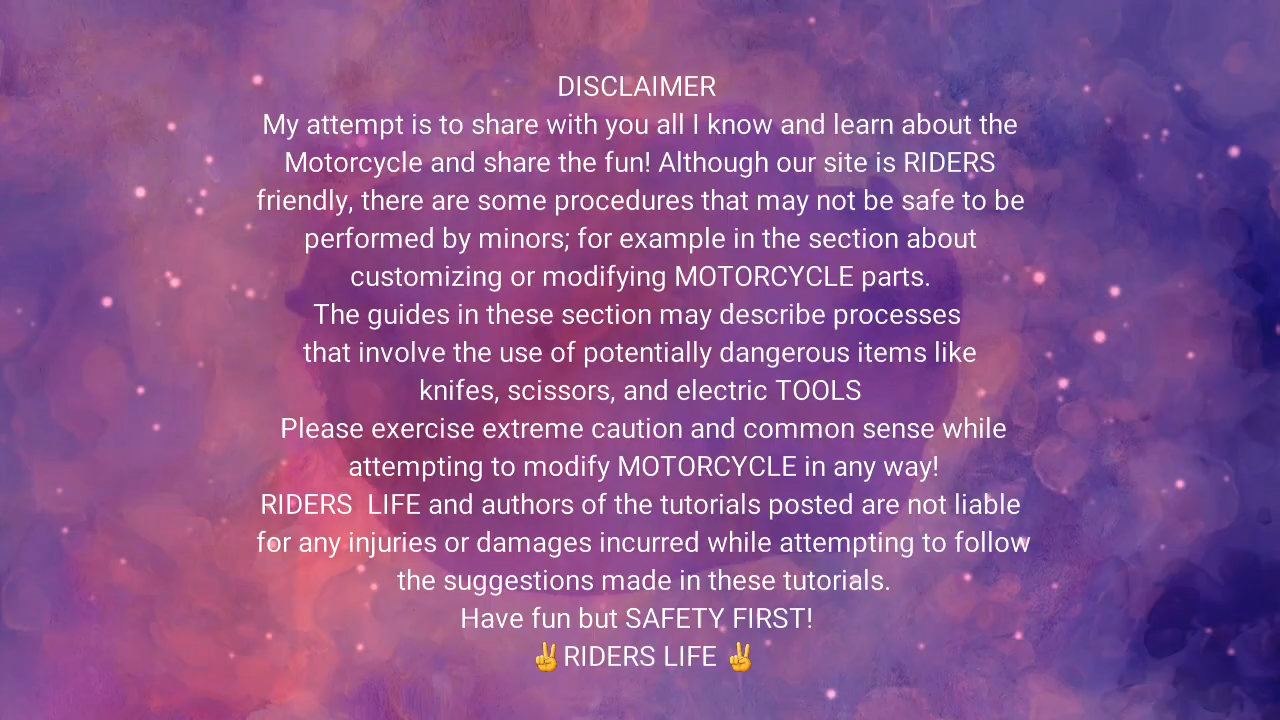 DISCLAIMER
My attempt is to share with you all I know and learn about the
Motorcycle and share the fun! Although our site is RIDERS
friendly, there are some procedures that may not be safe to be
performed by minors; for example in the section about
customizing or modifying MOTORCYCLE parts.
The guides in these section may describe processes
that involve the use of potentially dangerous items like
knifes, scissors, and electric TOOLS
Please exercise extreme caution and common sense while
attempting to modify MOTORCYCLE in any way!
RIDERS  LIFE and authors of the tutorials posted are not liable
for any injuries or damages incurred while attempting to follow
the suggestions made in these tutorials.
Have fun but SAFETY FIRST!
✌️RIDERS LIFE ✌️